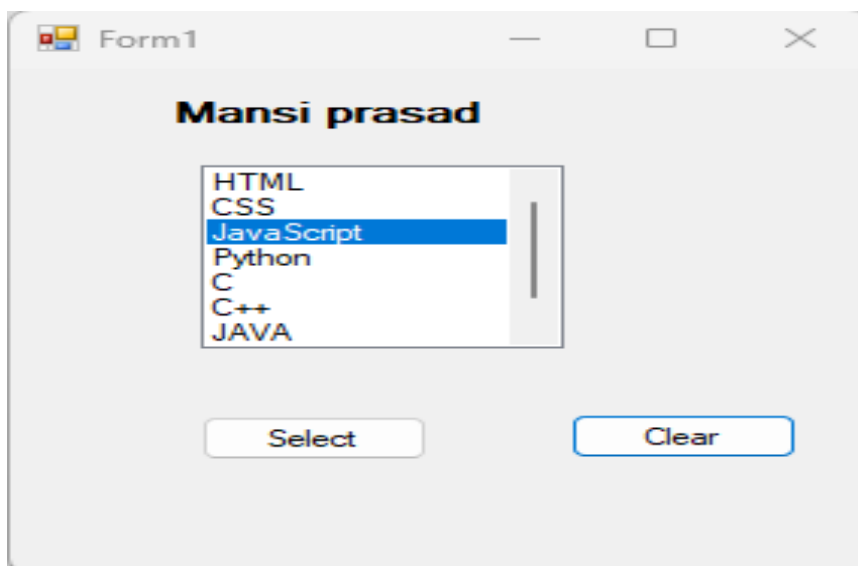 Form1
Mansi prasad
HTML
CSS
JavaScript
Python
C
C++
JAVA
Select Clear